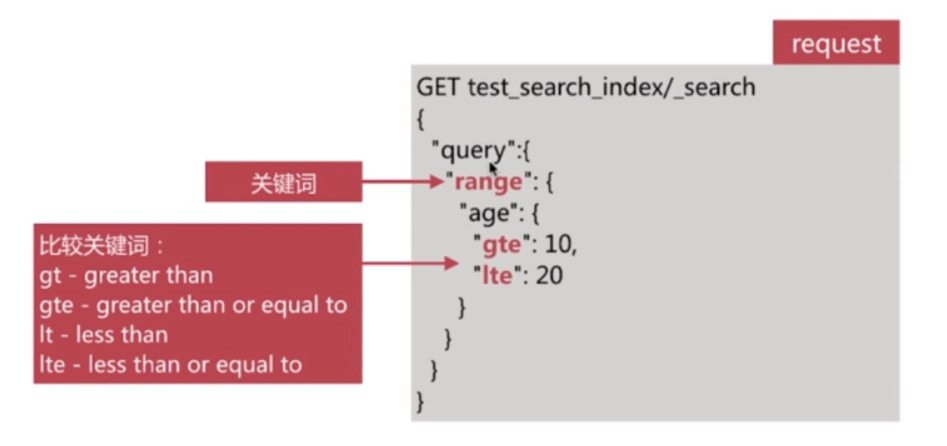 request
GET test_search_index/_search
{
"query":{
"range": {
"age": {
"gte": 10,
"lte": 20
}
}
}
}
关键词
比较关键词：
gt - greater than
gte - greater than or equal to
lt - less than
lte - less than or equal to